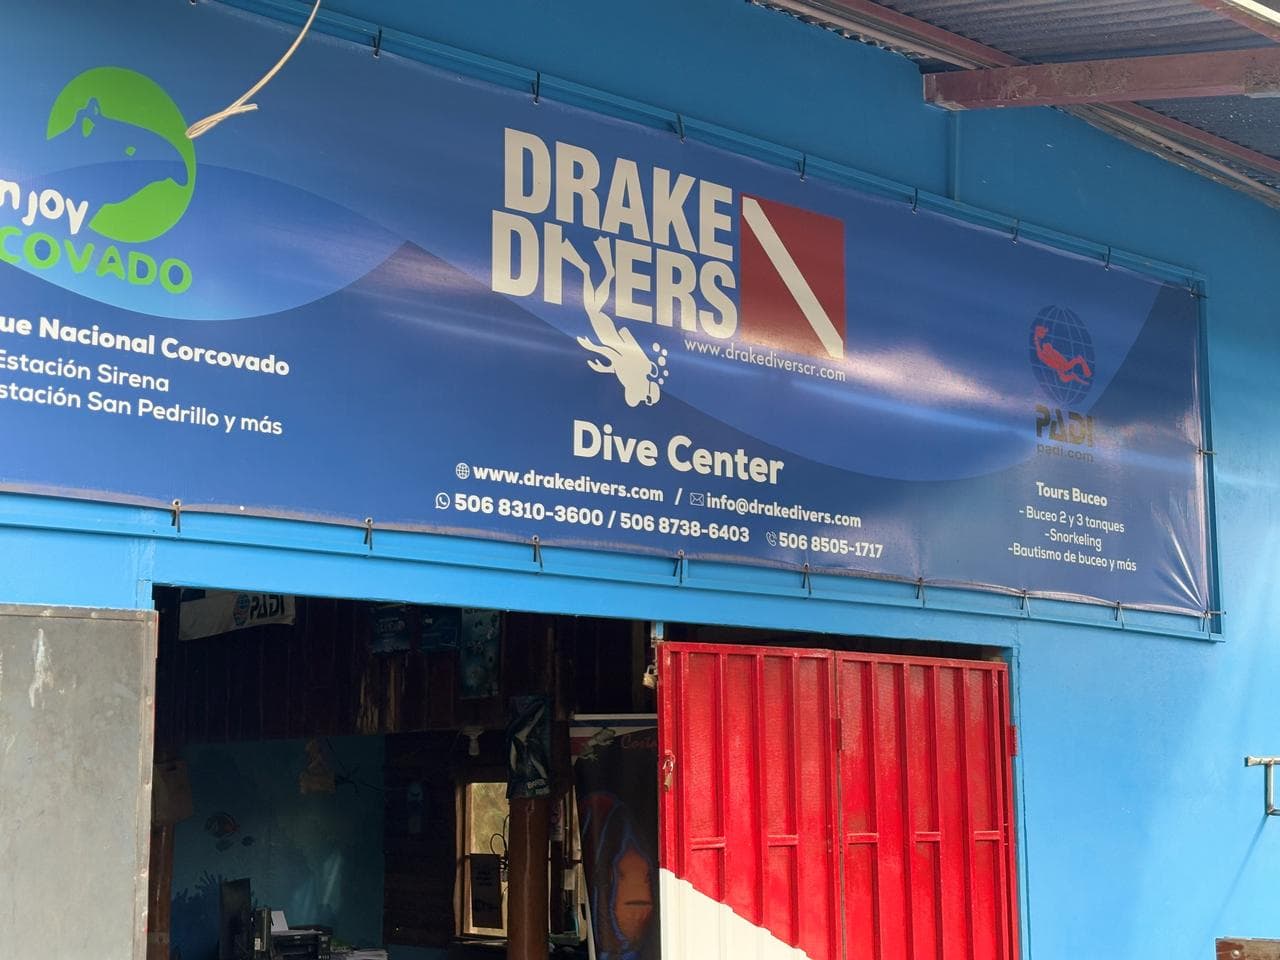 njoy
COVADO
ue Nacional Corcovado
Estación Sirena
stación San Pedrillo y más
DRAKE
DIVERS
www.drakediverscr.com
Dive Center
www.drakedivers.com / info@drakedivers.com
506 8310-3600 / 506 8738-6403 506 8505-1717
PADI
padi.com
Tours Buceo
- Buceo 2 y 3 tanques
-Snorkeling
-Bautismo de buceo y más
PADI